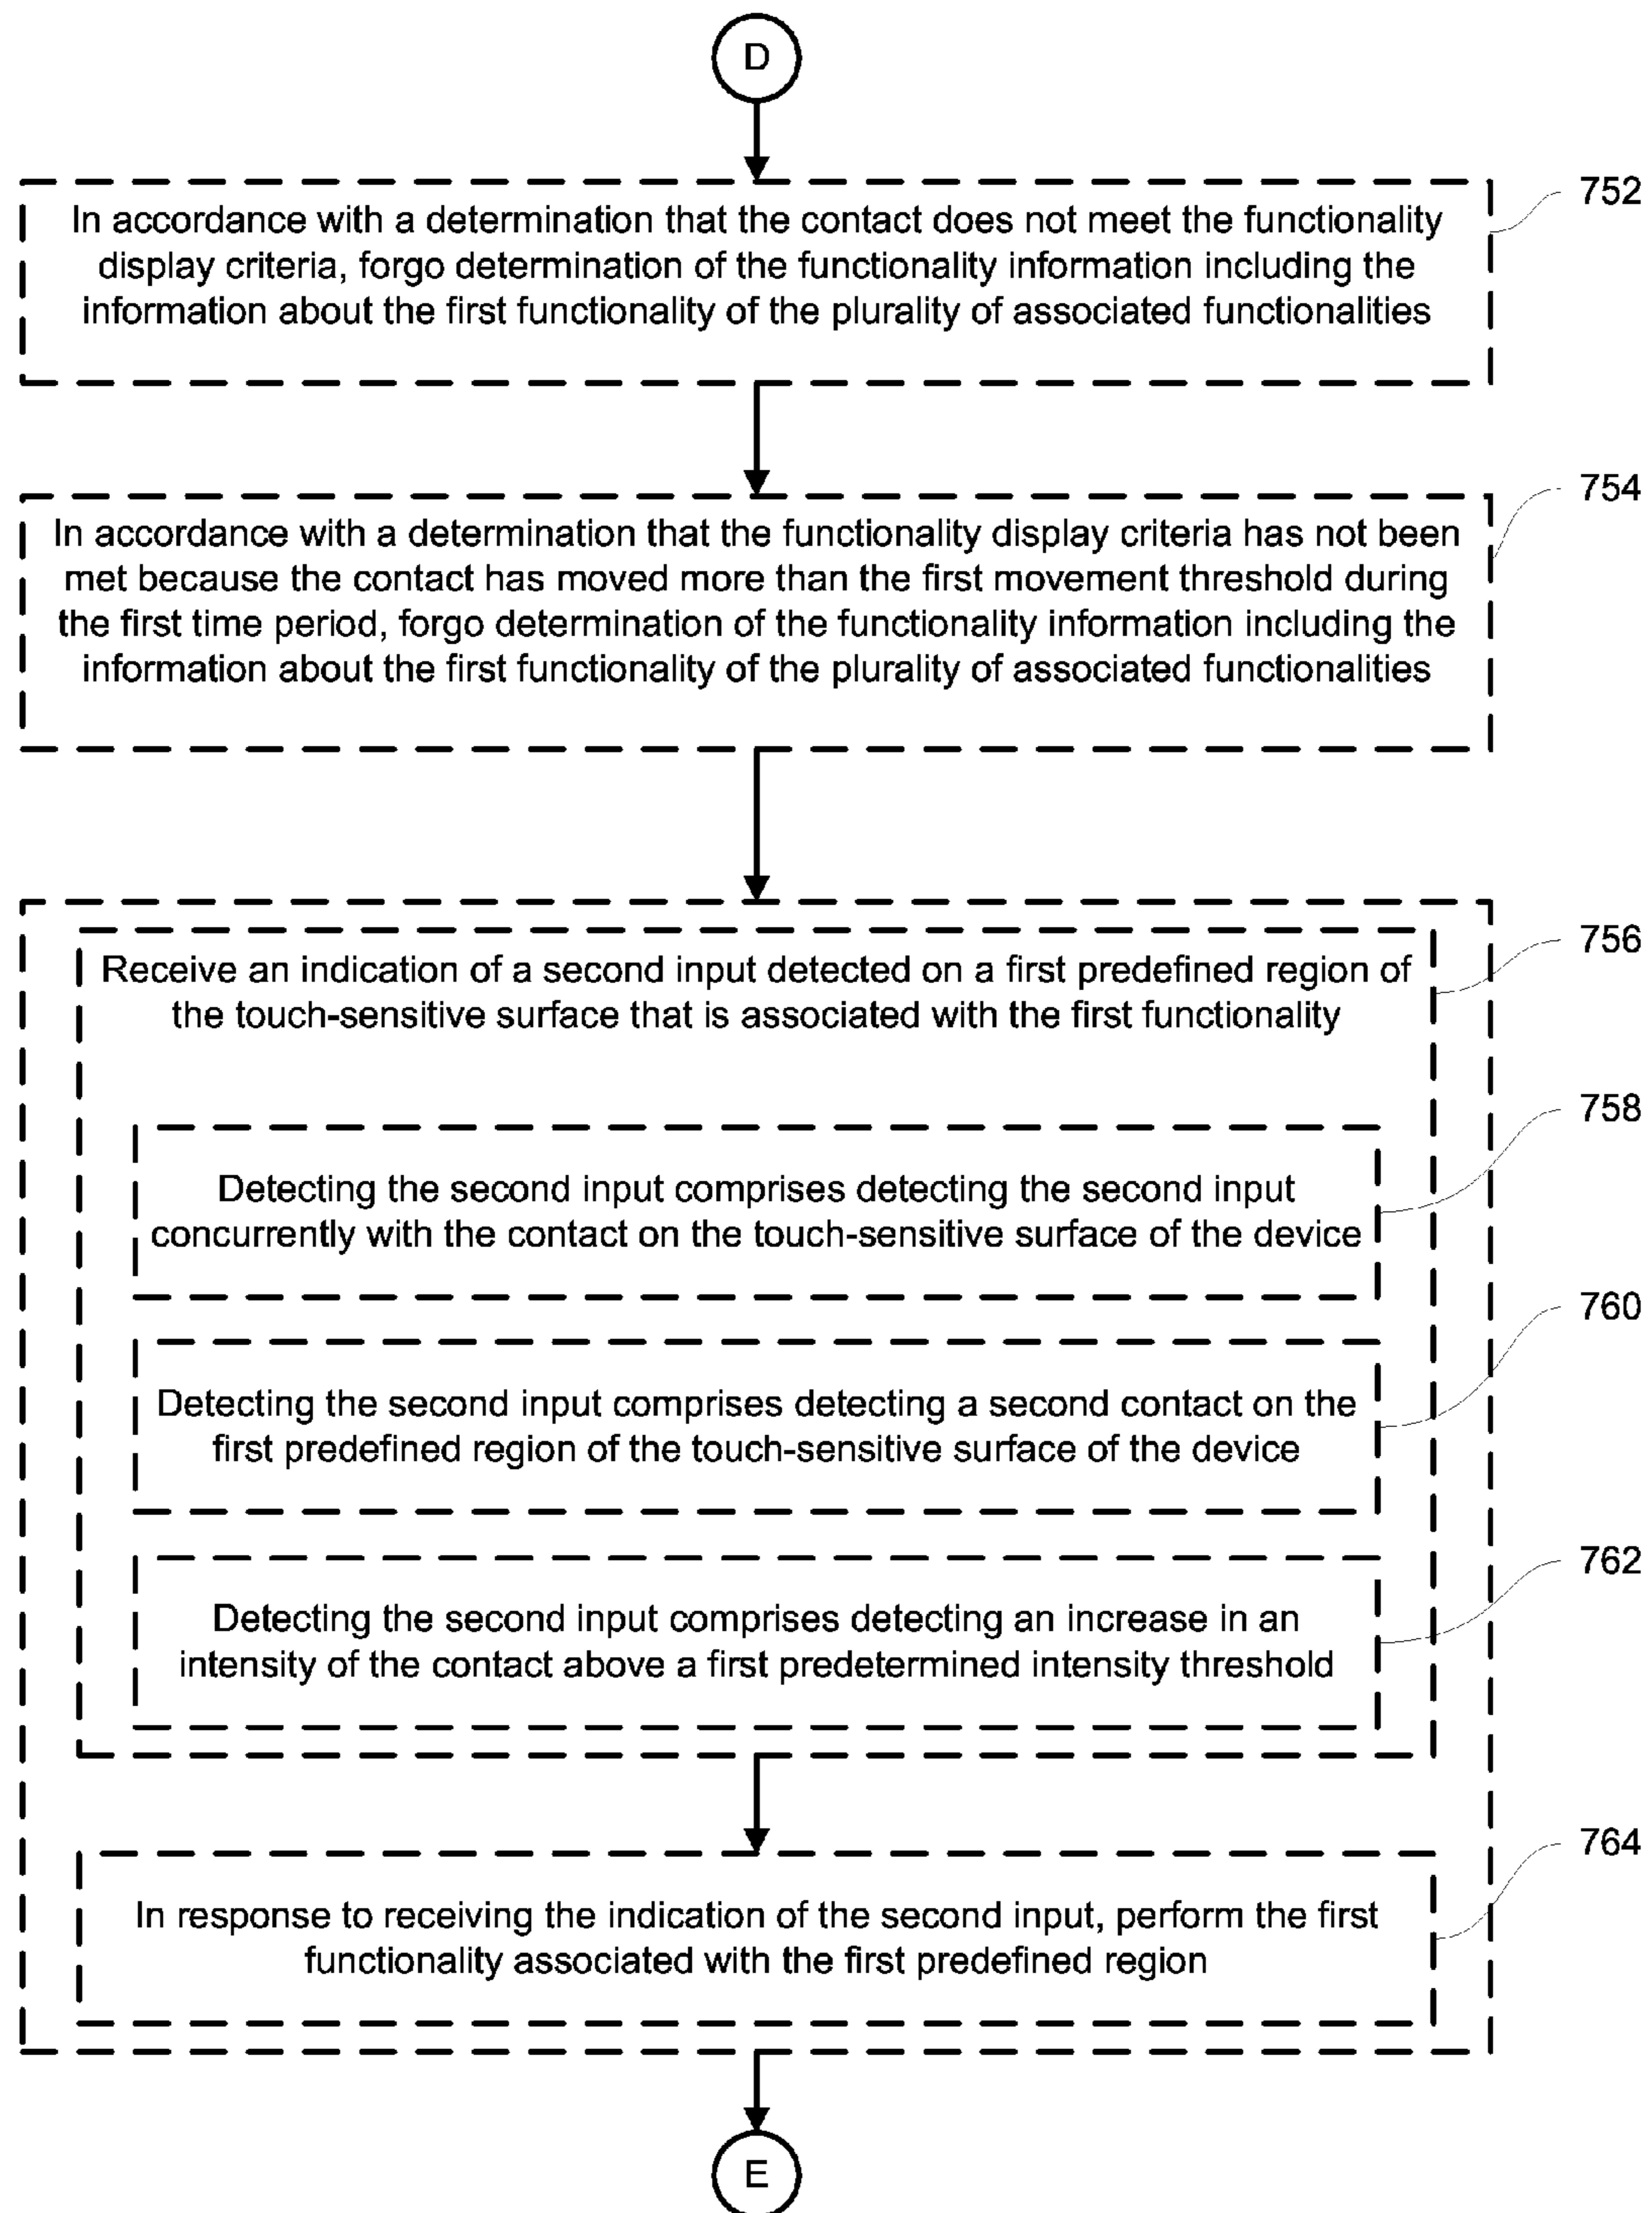 D
752
In accordance with a determination that the contact does not meet the functionality
display criteria, forgo determination of the functionality information including the
information about the first functionality of the plurality of associated functionalities
754
In accordance with a determination that the functionality display criteria has not been
met because the contact has moved more than the first movement threshold during
the first time period, forgo determination of the functionality information including the
information about the first functionality of the plurality of associated functionalities
756
Receive an indication of a second input detected on a first predefined region of
the touch-sensitive surface that is associated with the first functionality
758
Detecting the second input comprises detecting the second input
concurrently with the contact on the touch-sensitive surface of the device
760
Detecting the second input comprises detecting a second contact on the
first predefined region of the touch-sensitive surface of the device
762
Detecting the second input comprises detecting an increase in an
intensity of the contact above a first predetermined intensity threshold
764
In response to receiving the indication of the second input, perform the first
functionality associated with the first predefined region
E